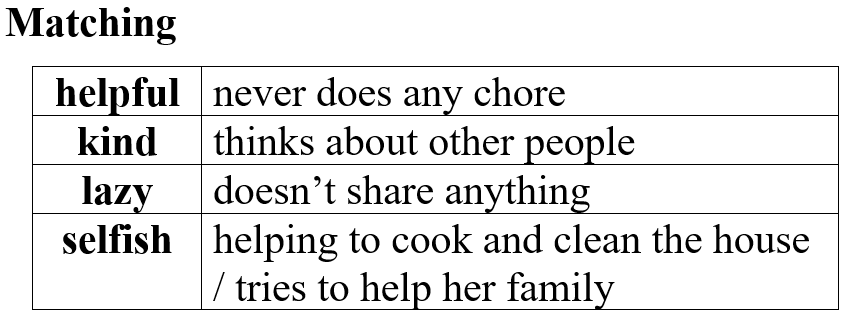 Matching
helpful never does any chore
kind thinks about other people
lazy doesn’t share anything
selfish helping to cook and clean the house
/ tries to help her family